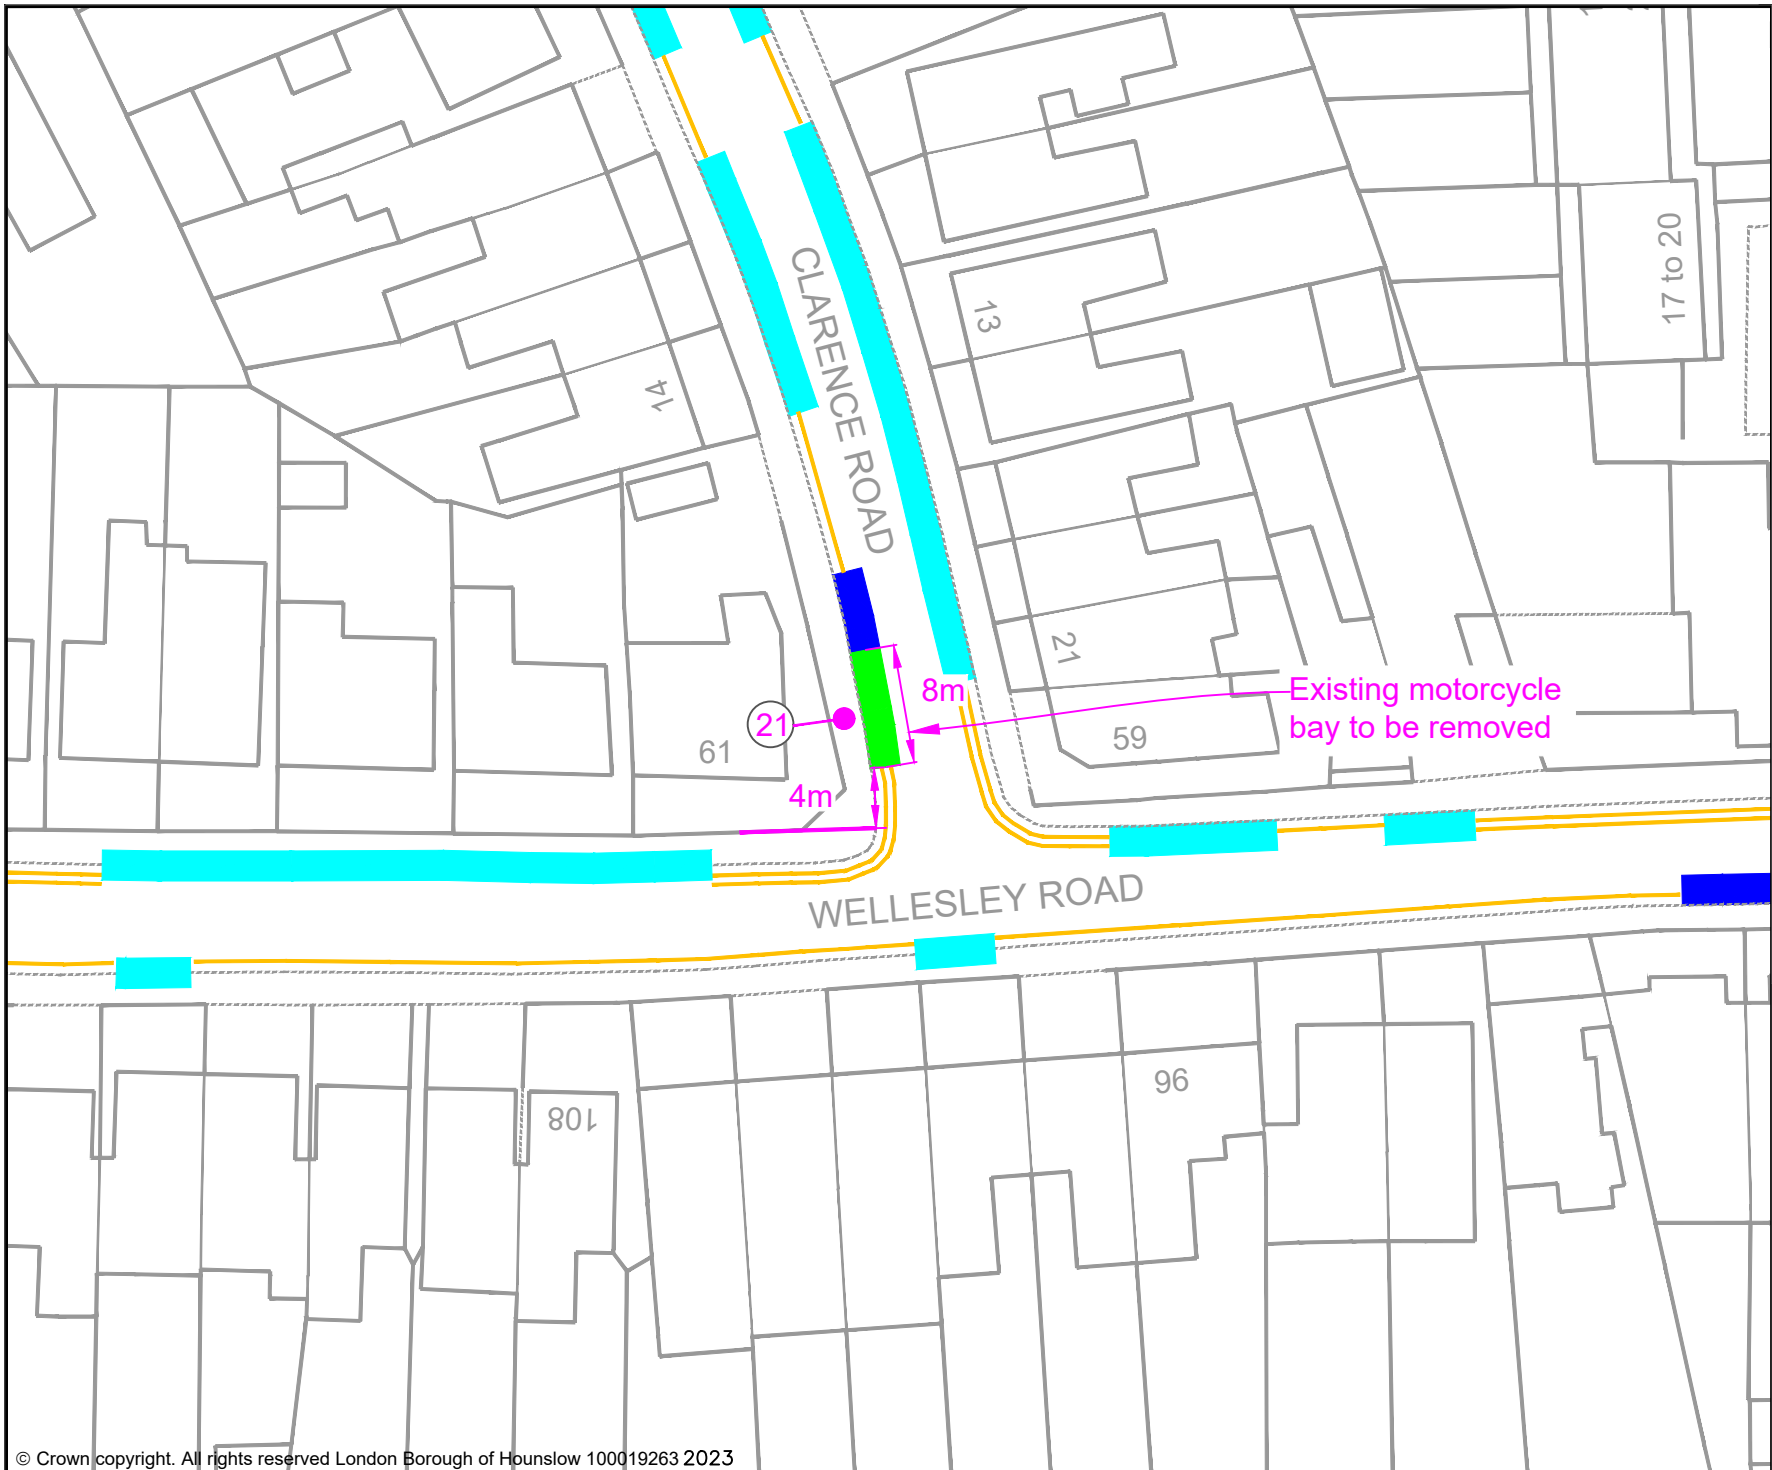 17 to 20
CLARENCE ROAD
13
14
21
8m
Existing motorcycle
bay to be removed
21
61
59
4m
WELLESLEY ROAD
96
108
© Crown copyright. All rights reserved London Borough of Hounslow 100019263 2023